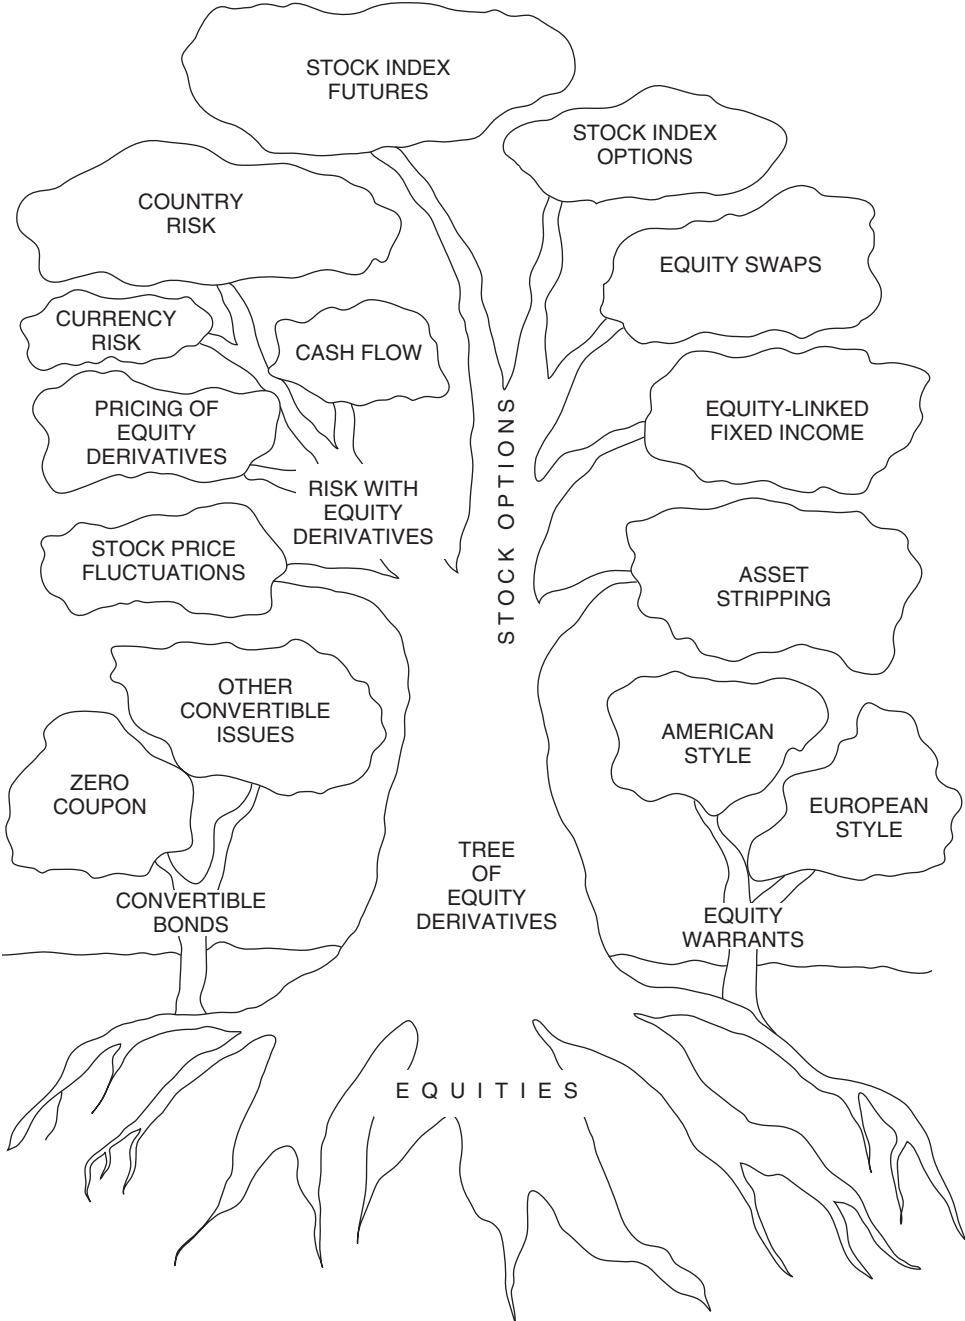 STOCK INDEX
FUTURES
STOCK INDEX
OPTIONS
COUNTRY
RISK
EQUITY SWAPS
CURRENCY
RISK
CASH FLOW
PRICING OF
EQUITY
DERIVATIVES
EQUITY-LINKED
FIXED INCOME
RISK WITH
EQUITY
DERIVATIVES
STOCK OPTIONS
STOCK PRICE
FLUCTUATIONS
ASSET
STRIPPING
OTHER
CONVERTIBLE
ISSUES
AMERICAN
STYLE
ZERO
COUPON
EUROPEAN
STYLE
TREE
OF
EQUITY
DERIVATIVES
CONVERTIBLE
BONDS
EQUITY
WARRANTS
EQUITIES